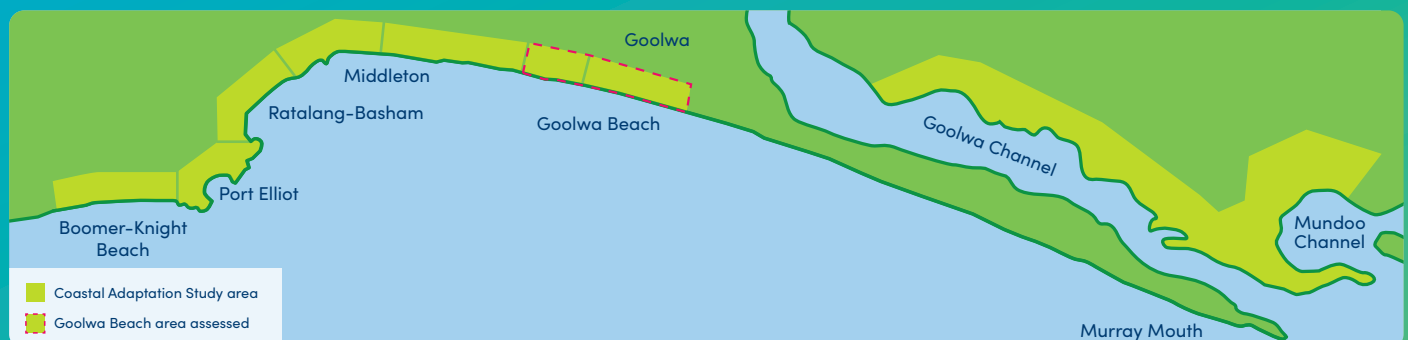 Goolwa
Middleton
Ratalang-Basham
Goolwa Beach
Goolwa Channel
Port Elliot
Boomer-Knight
Beach
Mundoo
Channel
Coastal Adaptation Study area
Goolwa Beach area assessed
Murray Mouth